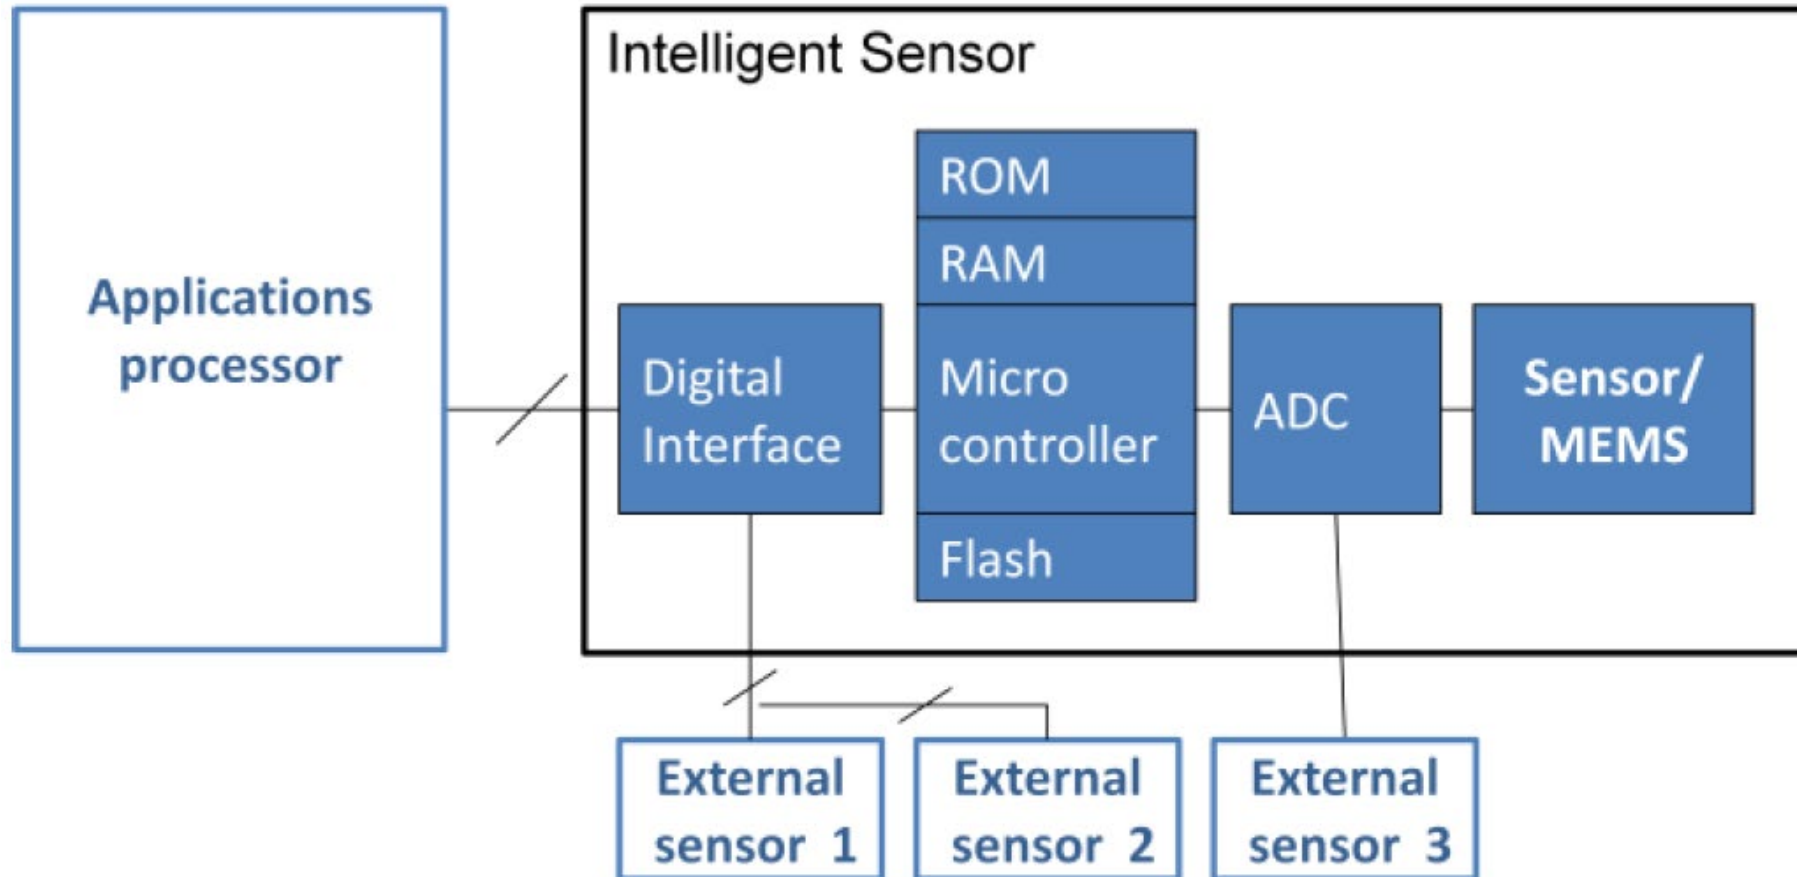 Intelligent Sensor
Applications
processor
ROM
RAM
Digital
Interface
Micro
controller
Flash
ADC
Sensor/
MEMS
External
sensor 1
External
sensor 2
External
sensor 3